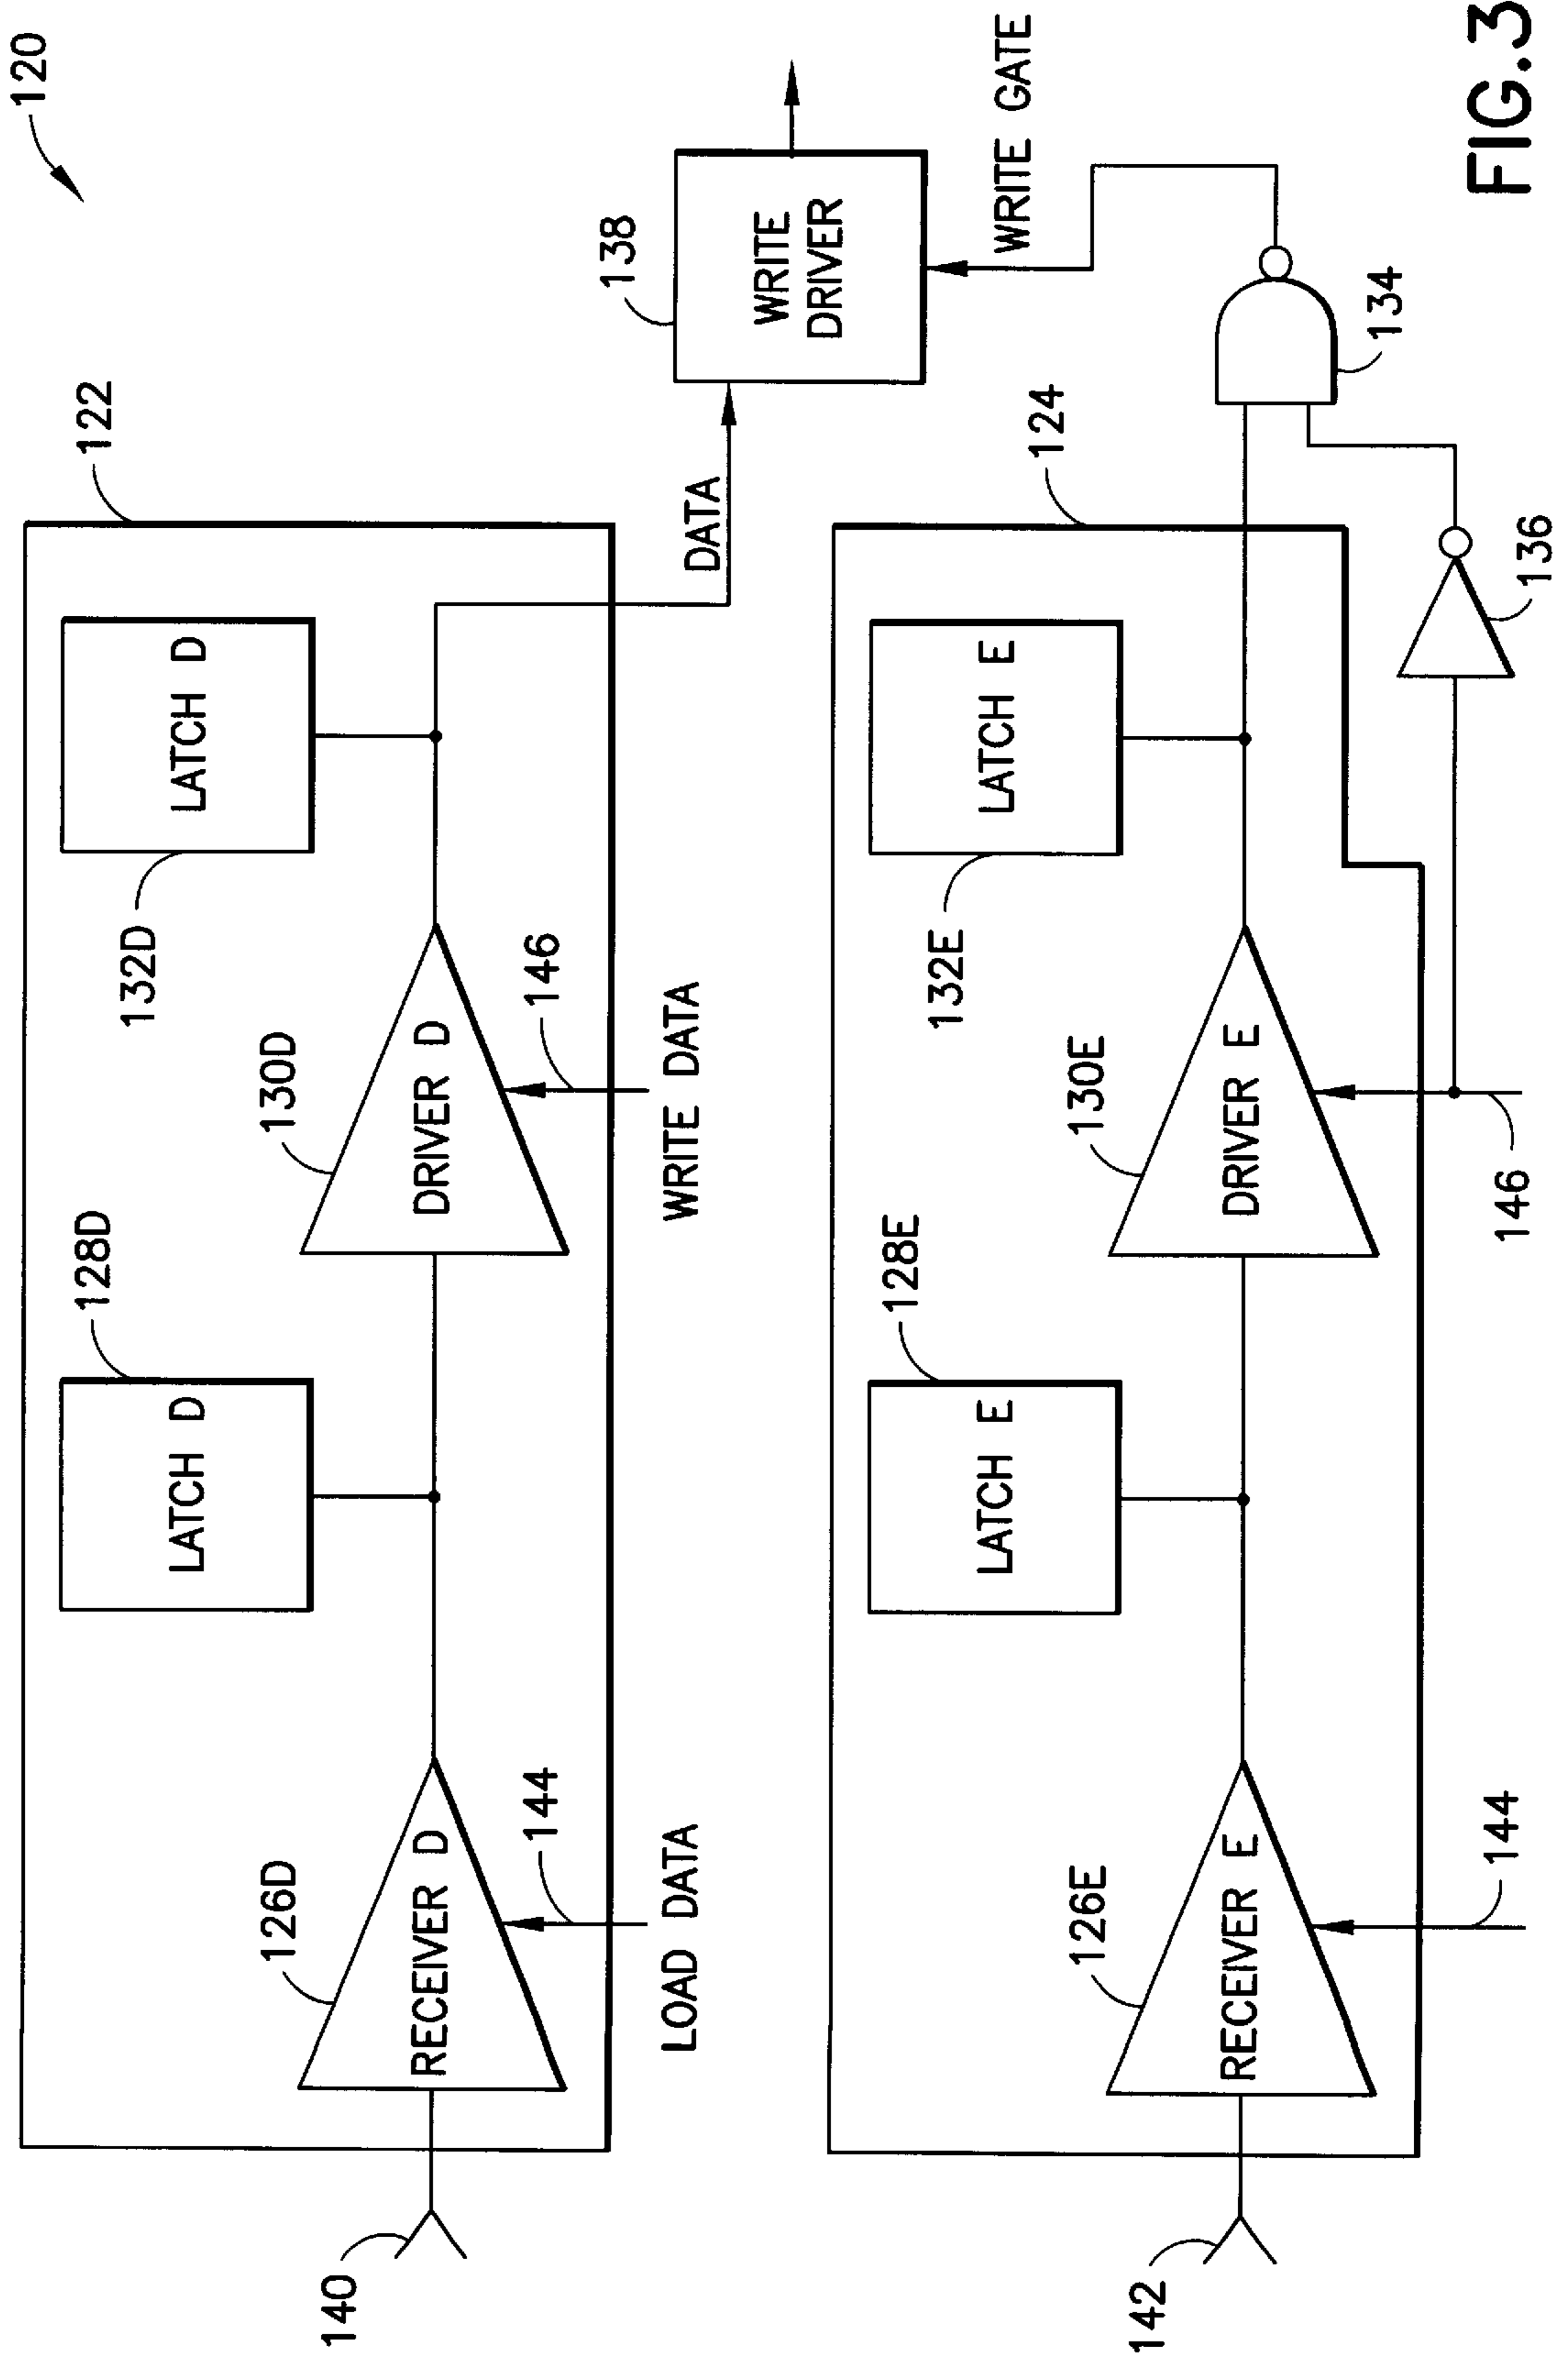 120
122
132D
LATCH D
128D
LATCH D
130D
DRIVER D
126D
RECEIVER D
140
146
WRITE DATA
144
LOAD DATA
DATA
138
WRITE
DRIVER
WRITE GATE
124
132E
LATCH E
128E
LATCH E
130E
DRIVER E
126E
RECEIVER E
142
134
136
146
144
FIG.3